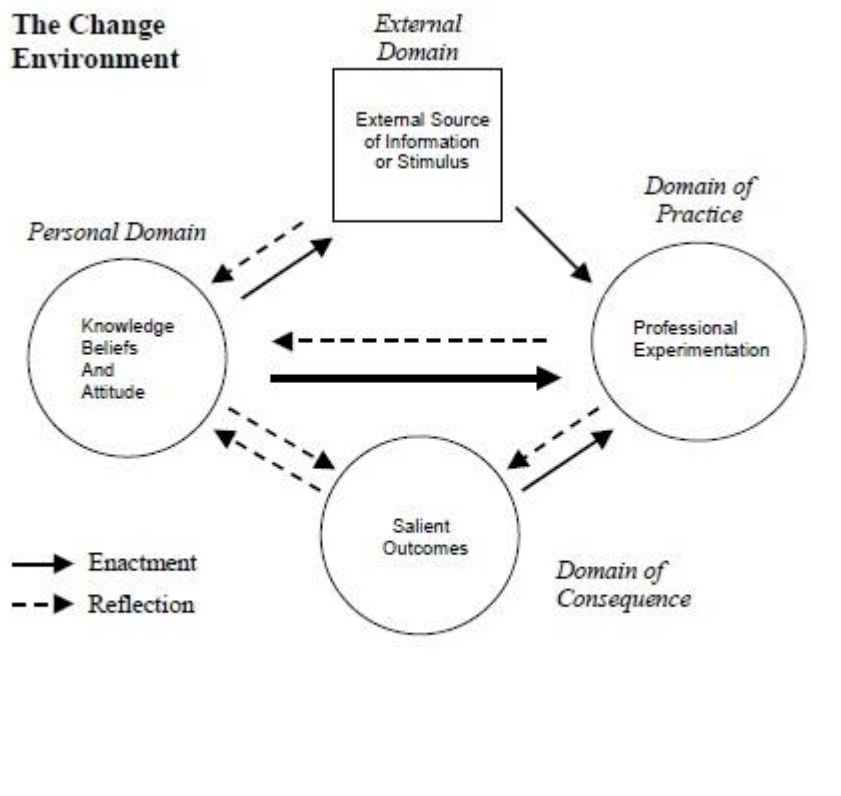 The Change
Environment
External
Domain
External Source
of Information
or Stimulus
Domain of
Practice
Personal Domain
Knowledge
Beliefs
And
Attitude
Professional
Experimentation
Salient
Outcomes
Domain of
Consequence
Enactment
Reflection